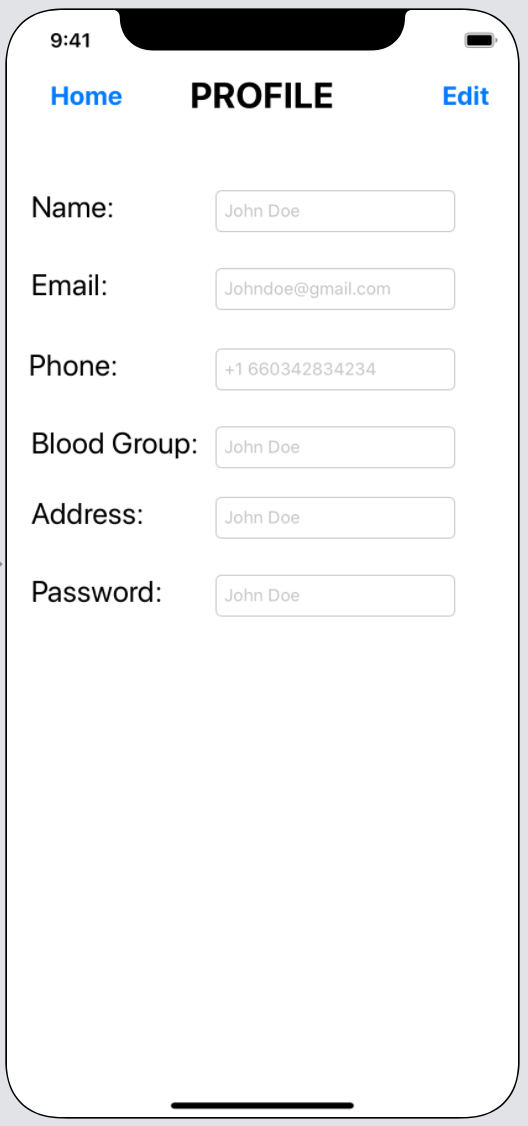 9:41
Home PROFILE Edit
Name: John Doe
Email: Johndoe@gmail.com
Phone: +1 660342834234
Blood Group: John Doe
Address: John Doe
Password: John Doe